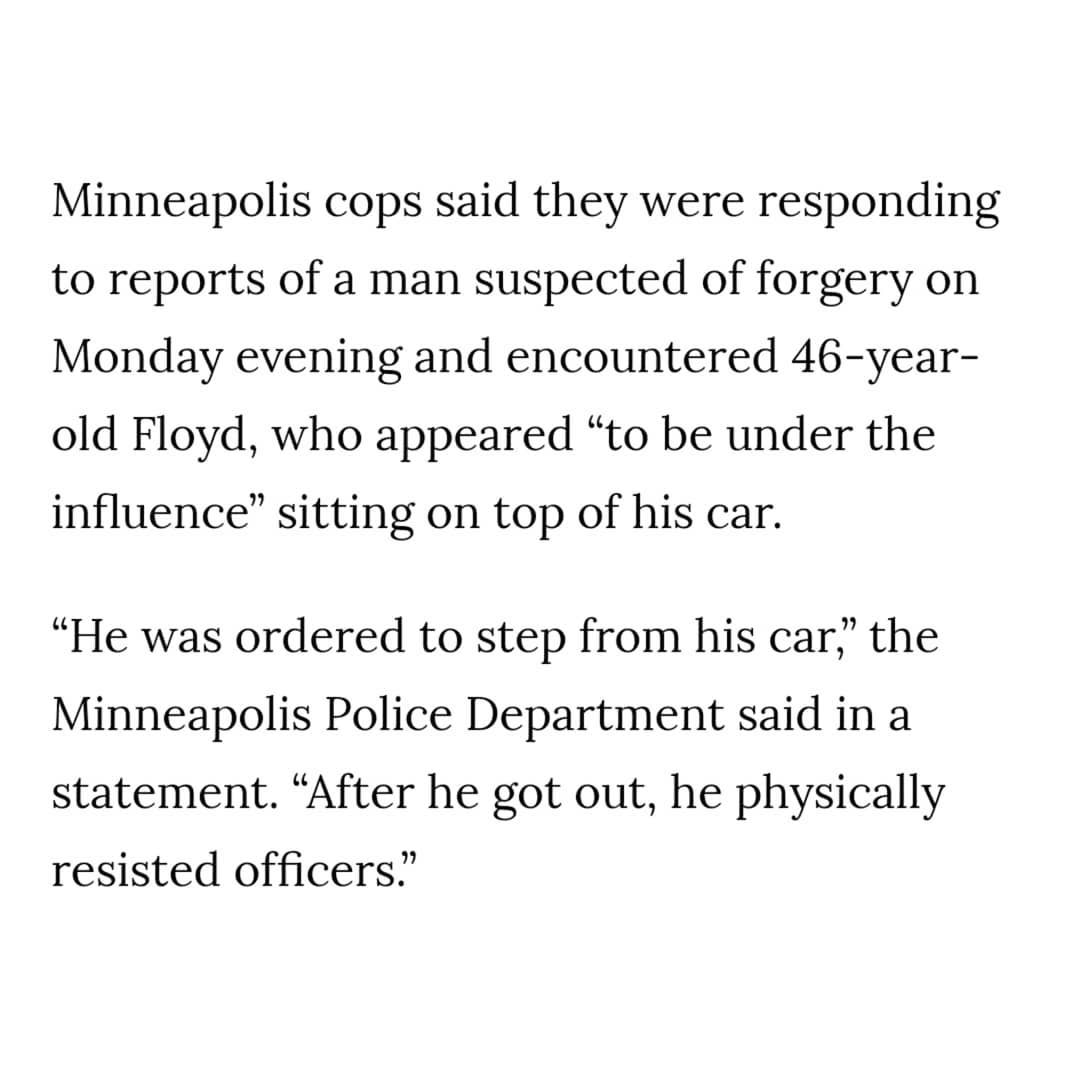 Minneapolis cops said they were responding
to reports of a man suspected of forgery on
Monday evening and encountered 46-year-
old Floyd, who appeared “to be under the
influence” sitting on top of his car.
“He was ordered to step from his car,” the
Minneapolis Police Department said in a
statement. “After he got out, he physically
resisted officers.”